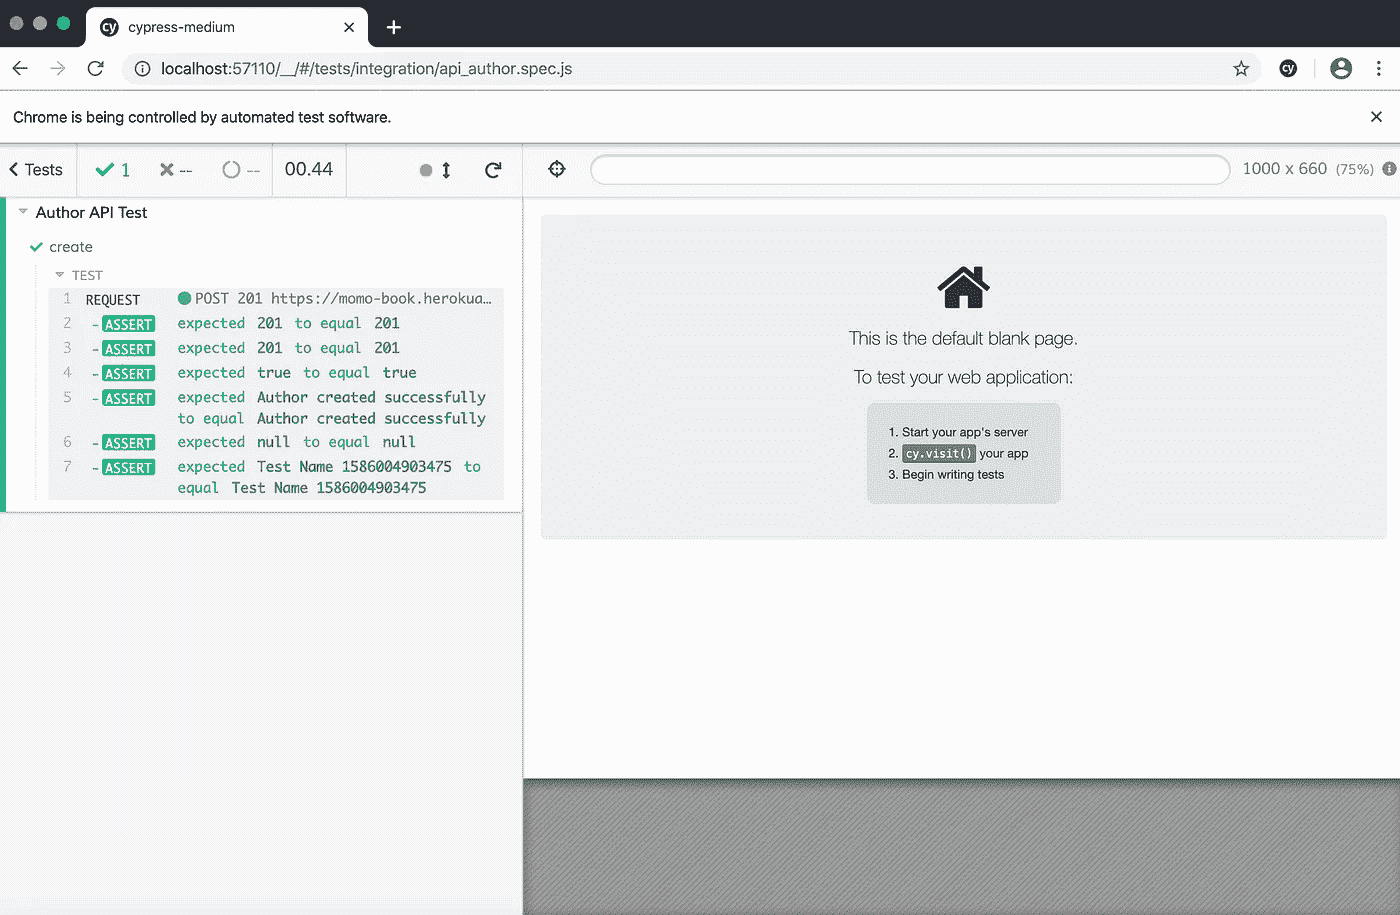 cypress-medium
localhost:57110/__/#/tests/integration/api_author.spec.js
cy
Chrome is being controlled by automated test software.
Tests 1 -- -- 00.44
1000 x 660 (75%)
Author API Test
create
TEST
1 REQUEST POST 201 https://momo-book.herokua…
2 -ASSERT expected 201 to equal 201
3 -ASSERT expected 201 to equal 201
4 -ASSERT expected true to equal true
5 -ASSERT expected Author created successfully
to equal Author created successfully
6 -ASSERT expected null to equal null
7 -ASSERT expected Test Name 1586004903475 to
equal Test Name 1586004903475
This is the default blank page.
To test your web application:
1. Start your app's server
2. cy.visit() your app
3. Begin writing tests